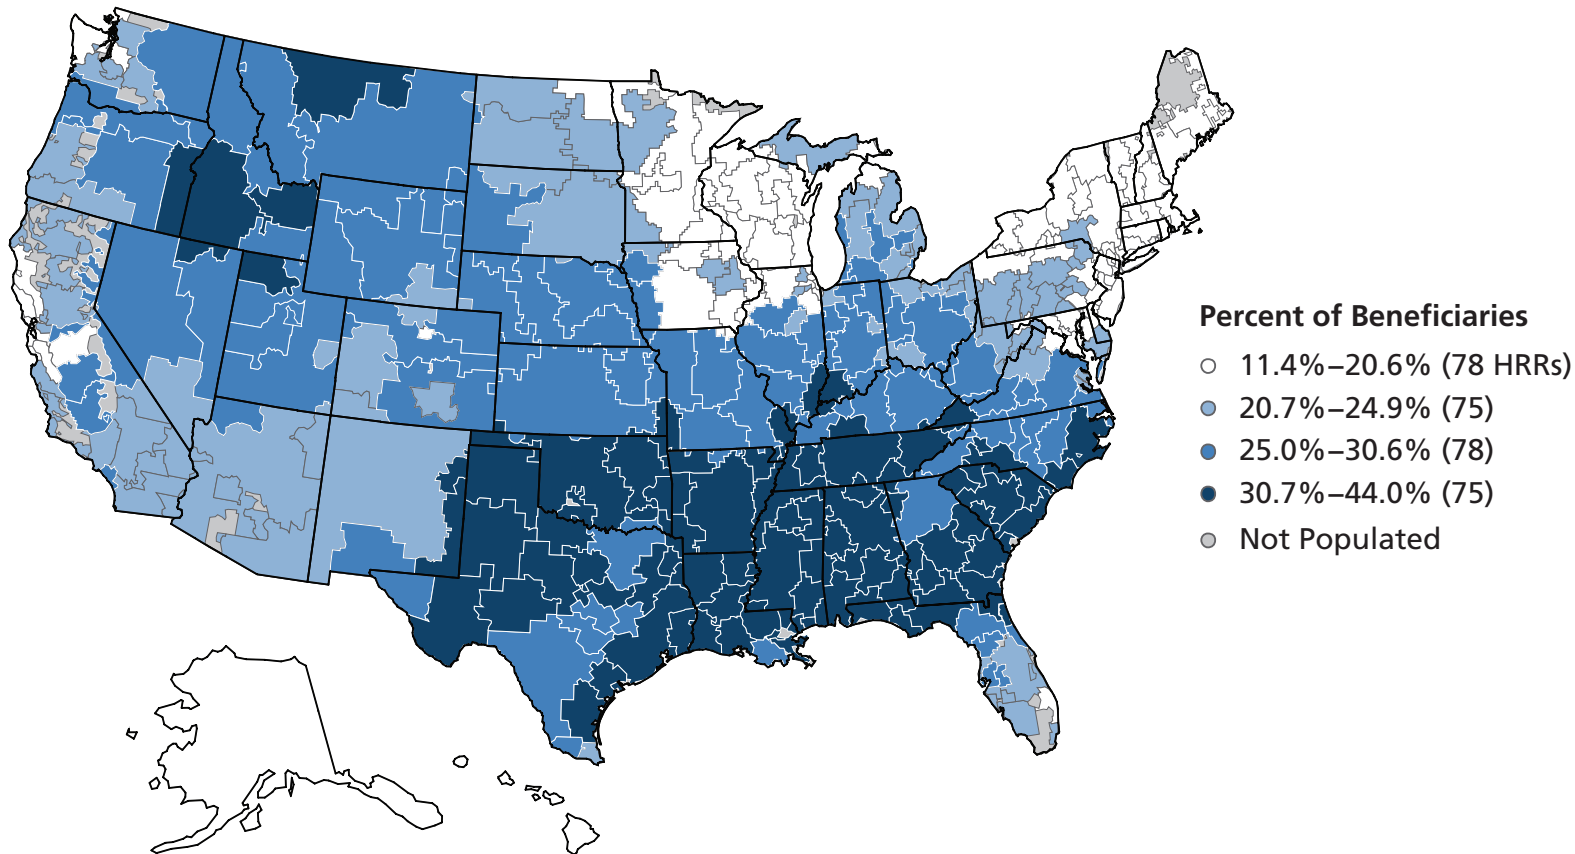 Percent of Beneficiaries
11.4%–20.6% (78 HRRs)
20.7%–24.9% (75)
25.0%–30.6% (78)
30.7%–44.0% (75)
Not Populated